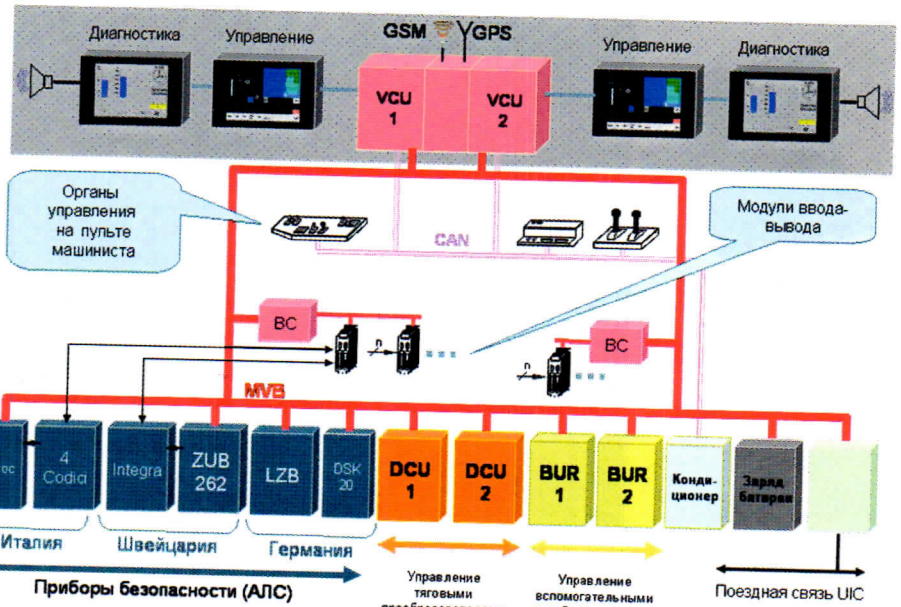 Диагностика
Управление
GSM
GPS
Управление
Диагностика
VCU
1
VCU
2
Органы
управления
на пульте
машиниста
CAN
Модули ввода-
вывода
BC
n
BC
n
MVB
ес
4
Codici
Integra
ZUB
262
LZB
DSK
20
DCU
1
DCU
2
BUR
1
BUR
2
Конди-
ционер
Заряд
батареи
Италия
Швейцария
Германия
Приборы безопасности (АЛС)
Управление
тяговыми
Управление
вспомогательными
Поездная связь UIC